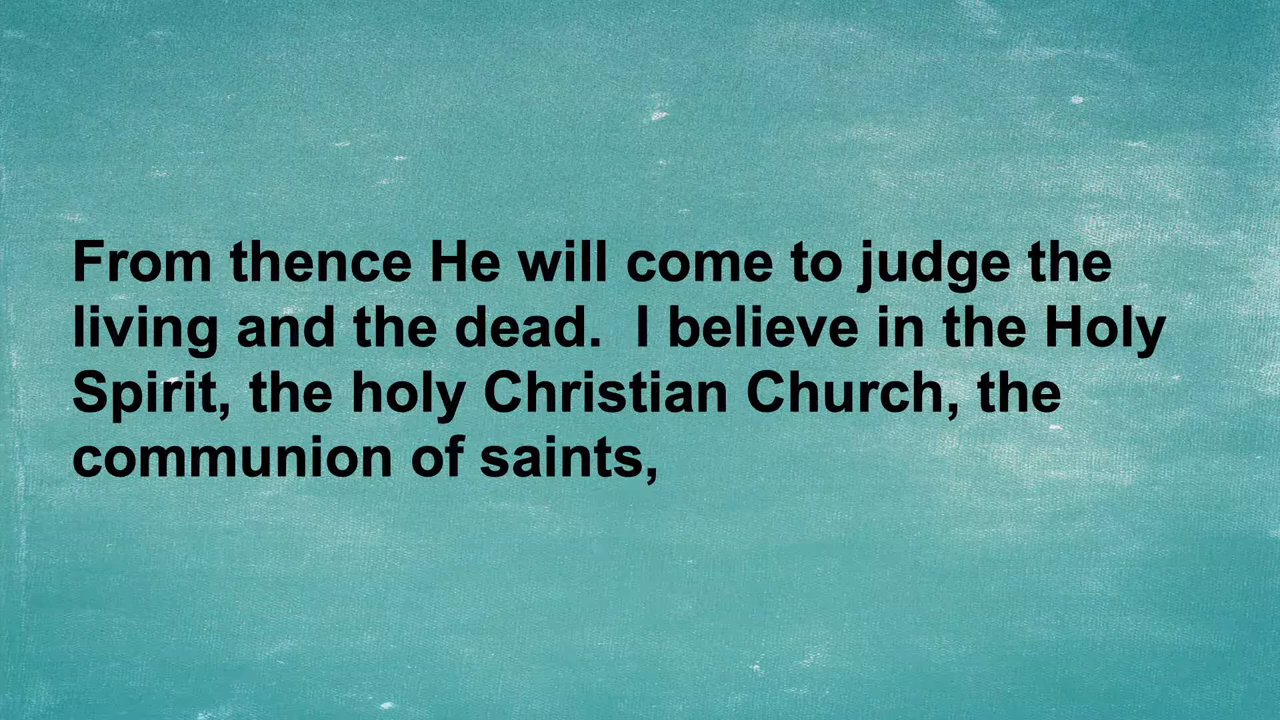 From thence He will come to judge the
living and the dead.  I believe in the Holy
Spirit, the holy Christian Church, the
communion of saints,